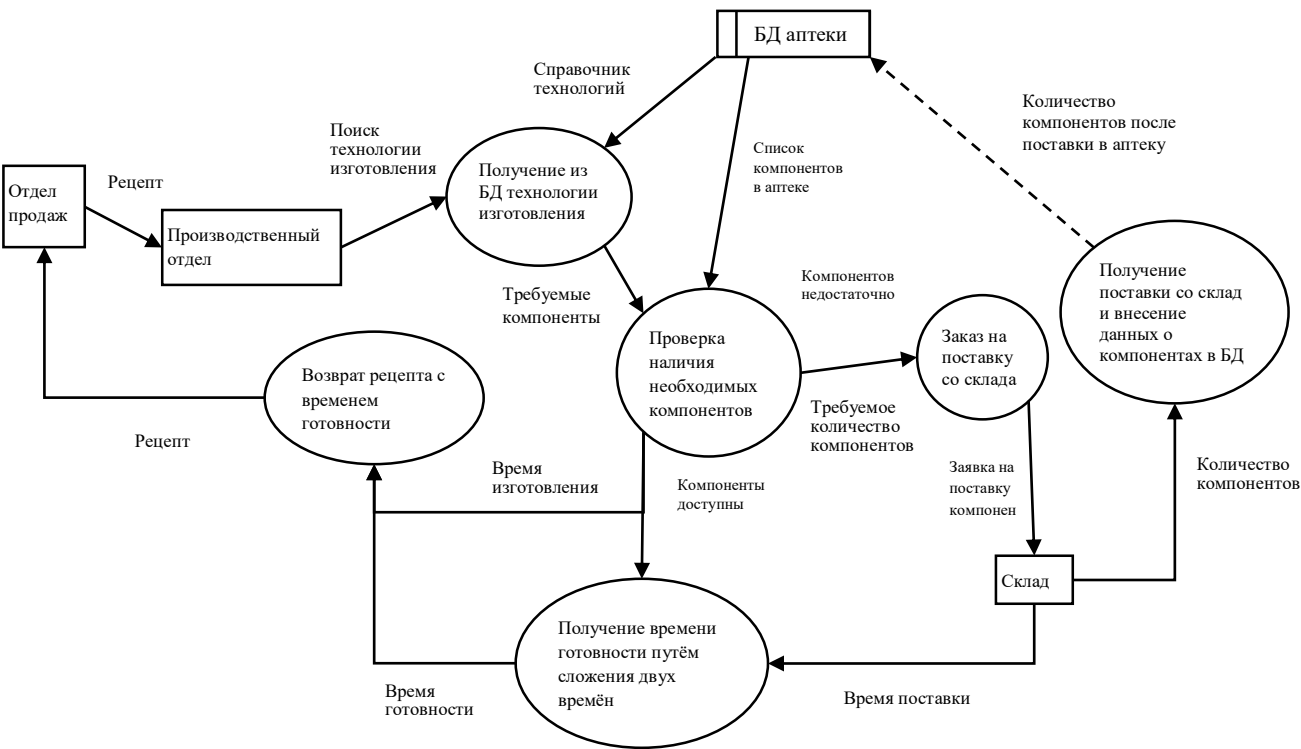 БД аптеки
Справочник
технологий
Количество
компонентов после
поставки в аптеку
Поиск
технологии
изготовления
Список
компонентов
в аптеке
Рецепт
Отдел
продаж
Получение из
БД технологии
изготовления
Производственный
отдел
Получение
поставки со склад
и внесение
данных о
компонентах в БД
Компонентов
недостаточно
Требуемые
компоненты
Проверка
наличия
необходимых
компонентов
Заказ на
поставку
со склада
Возврат рецепта с
временем
готовности
Требуемое
количество
компонентов
Рецепт
Время
изготовления
Компоненты
доступны
Заявка на
поставку
компонен
Количество
компонентов
Склад
Получение времени
готовности путём
сложения двух
времён
Время
готовности
Время поставки